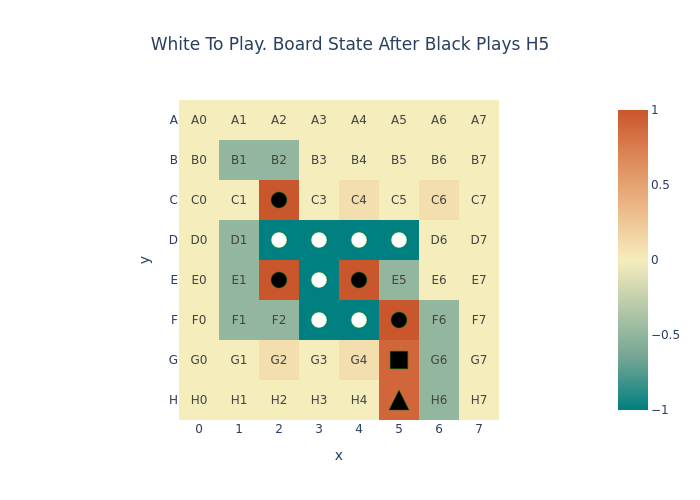 White To Play. Board State After Black Plays H5
A A0 A1 A2 A3 A4 A5 A6 A7
B B0 B1 B2 B3 B4 B5 B6 B7
C C0 C1 C3 C4 C5 C6 C7
D D0 D1 D6 D7
E E0 E1 E5 E6 E7
F F0 F1 F2 F6 F7
G G0 G1 G2 G3 G4 G6 G7
H H0 H1 H2 H3 H4 H6 H7
0 1 2 3 4 5 6 7
x
y
1
0.5
0
−0.5
−1